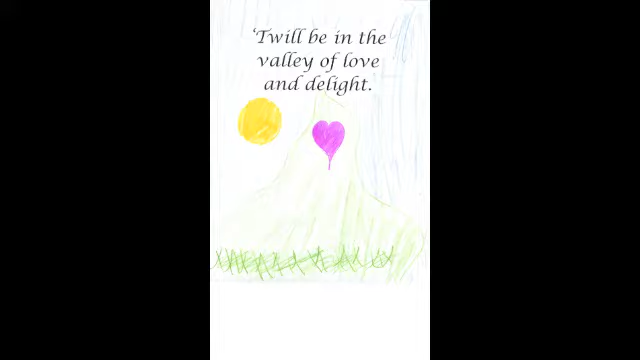 ‘Twill be in the
valley of love
and delight.